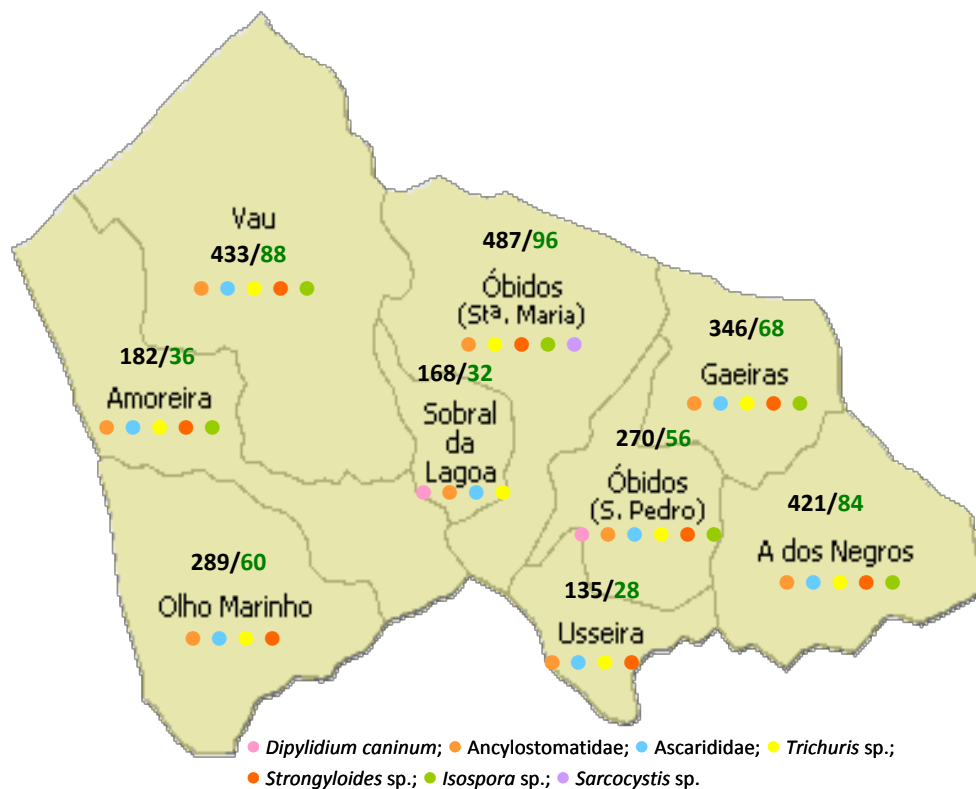 Vau
433/88
487/96
Óbidos
(Stª. Maria)
346/68
Gaeiras
182/36
Amoreira
168/32
Sobral
da
Lagoa
270/56
Óbidos
(S. Pedro)
421/84
A dos Negros
289/60
Olho Marinho
135/28
Usseira
Dipylidium caninum; Ancylostomatidae; Ascarididae; Trichuris sp.;
Strongyloides sp.; Isospora sp.; Sarcocystis sp.